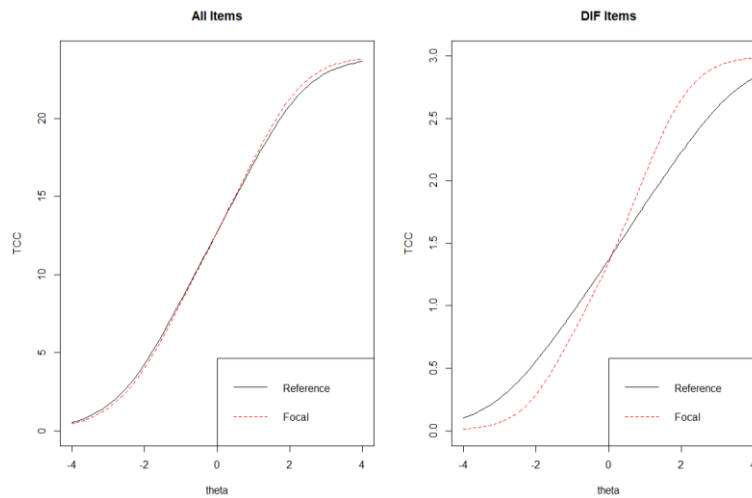 All Items
TCC
20
15
10
5
0
Reference
Focal
-4 -2 0 2 4
theta
DIF Items
TCC
3.0
2.5
2.0
1.5
1.0
0.5
0.0
Reference
Focal
-4 -2 0 2 4
theta